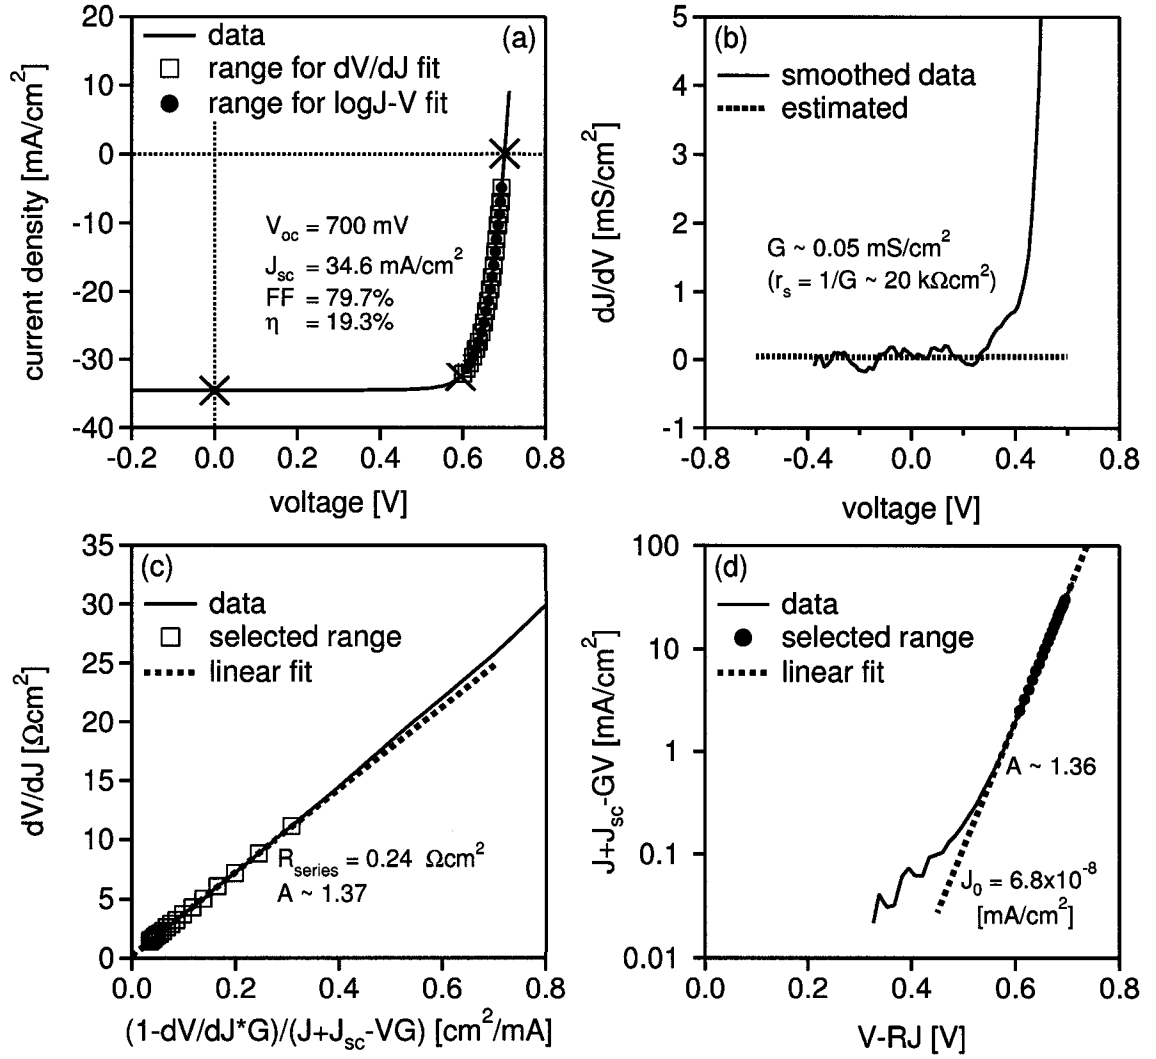 20
10
0
-10
-20
-30
-40
current density [mA/cm²]
(a)
data
range for dV/dJ fit
range for logJ-V fit
V_oc = 700 mV
J_sc = 34.6 mA/cm²
FF = 79.7%
η = 19.3%
-0.2 0.0 0.2 0.4 0.6 0.8
voltage [V]
5
4
3
2
1
0
-1
dJ/dV [mS/cm²]
(b)
smoothed data
estimated
G ~ 0.05 mS/cm²
(r_s = 1/G ~ 20 kΩcm²)
-0.8 -0.4 0.0 0.4 0.8
voltage [V]
35
30
25
20
15
10
5
0
dV/dJ [Ωcm²]
(c)
data
selected range
linear fit
R_series = 0.24 Ωcm²
A ~ 1.37
0.0 0.2 0.4 0.6 0.8
(1-dV/dJ*G)/(J+J_sc-VG) [cm²/mA]
100
10
1
0.1
0.01
J+J_sc-GV [mA/cm²]
(d)
data
selected range
linear fit
A ~ 1.36
J_0 = 6.8x10⁻⁸
[mA/cm²]
0.0 0.2 0.4 0.6 0.8
V-RJ [V]